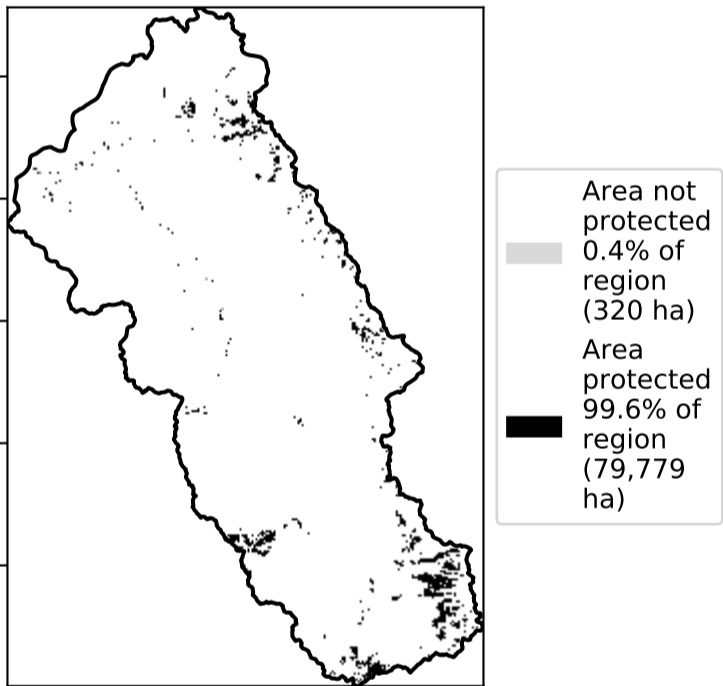 Area not
protected
0.4% of
region
(320 ha)
Area
protected
99.6% of
region
(79,779
ha)